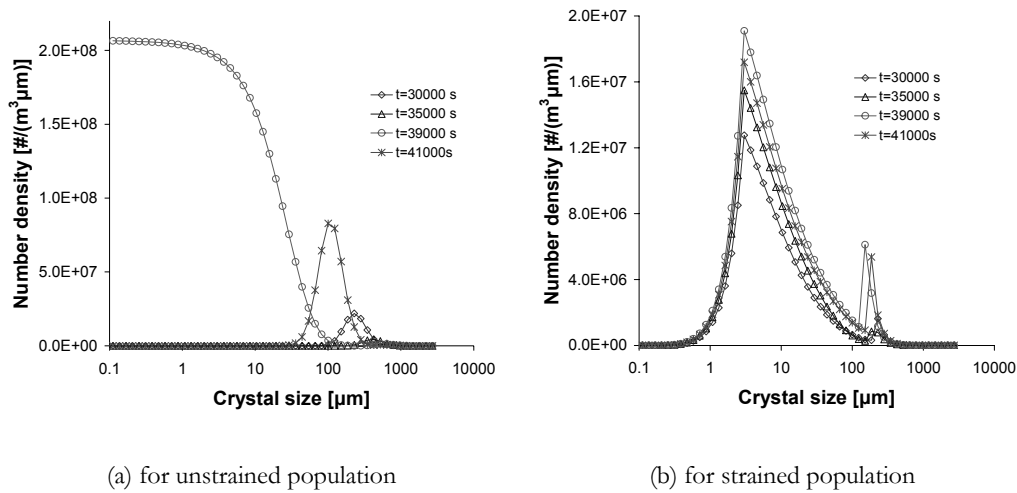 2.0E+08
1.5E+08
1.0E+08
5.0E+07
0.0E+00
Number density [#/(m³µm)]
0.1 1 10 100 1000 10000
Crystal size [µm]
t=30000 s
t=35000 s
t=39000 s
t=41000s
(a) for unstrained population
2.0E+07
1.6E+07
1.2E+07
8.0E+06
4.0E+06
0.0E+00
Number density [#/(m³µm)]
0.1 1 10 100 1000 10000
Crystal size [µm]
t=30000 s
t=35000 s
t=39000 s
t=41000s
(b) for strained population